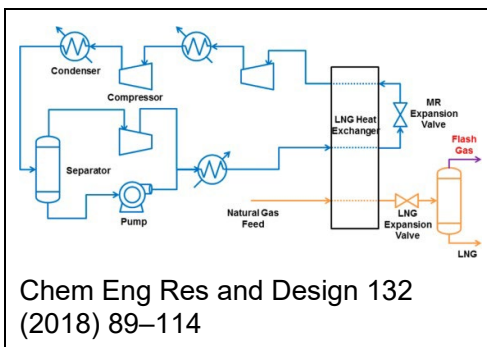 Condenser
Compressor
LNG Heat
Exchanger
MR
Expansion
Valve
Flash
Gas
Separator
Pump
Natural Gas
Feed
LNG
Expansion
Valve
LNG
Chem Eng Res and Design 132
(2018) 89–114